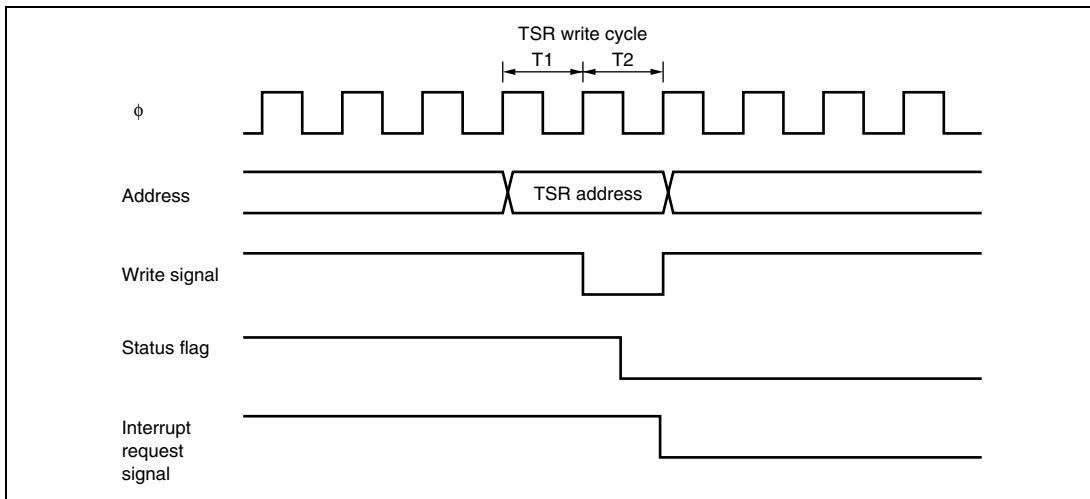 TSR write cycle
T1 T2
ϕ
Address
TSR address
Write signal
Status flag
Interrupt
request
signal